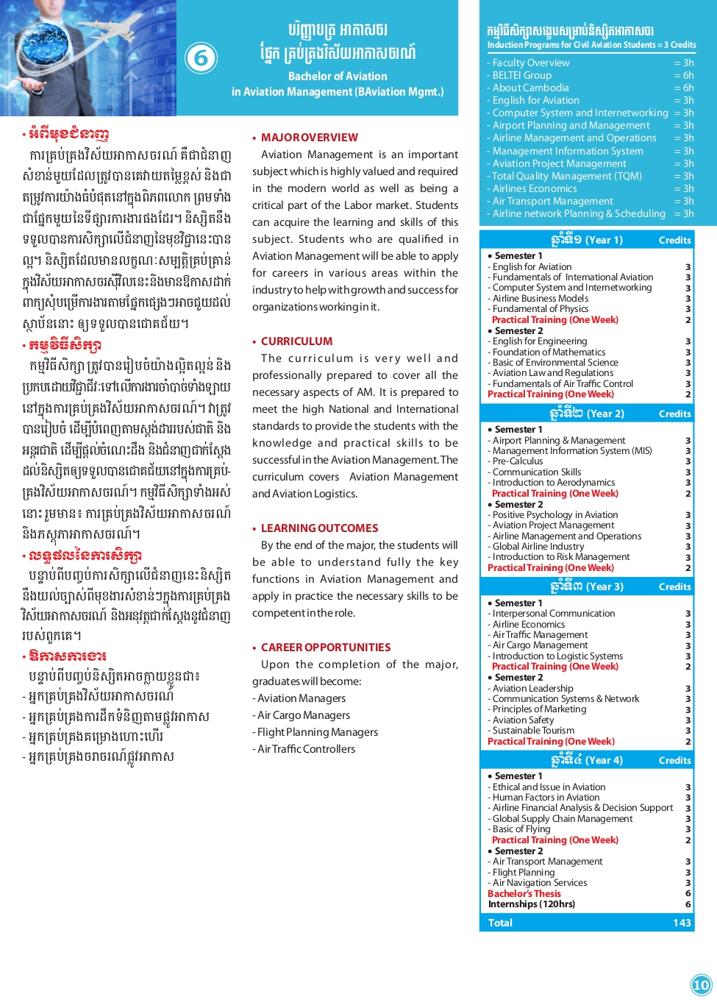 6
បរិញ្ញាបត្រ អាកាសចរ
ផ្នែក គ្រប់គ្រងវិស័យអាកាសចរណ៍
Bachelor of Aviation
in Aviation Management (BAviation Mgmt.)
• អំពីមុខជំនាញ
ការគ្រប់គ្រងវិស័យអាកាសចរណ៍ គឺជាជំនាញ
សំខាន់មួយដែលត្រូវបានគេវាយតម្លៃខ្ពស់ និងជា
តម្រូវការយ៉ាងធំបំផុតនៅក្នុងពិភពលោក ព្រមទាំង
ជាផ្នែកមួយនៃទីផ្សារការងារផងដែរ។ និស្សិតនឹង
ទទួលបានការសិក្សាលើជំនាញនៃមុខវិជ្ជានេះបាន
ល្អ។ និស្សិតដែលមានលក្ខណៈសម្បត្តិគ្រប់គ្រាន់
ក្នុងវិស័យអាកាសចរស៊ីវិលនេះនិងមានឱកាសដាក់
ពាក្យសុំបម្រើការងារតាមផ្នែកផ្សេងៗអាចជួយដល់
ស្ថាប័ននោះ ឲ្យទទួលបានជោគជ័យ។
• កម្មវិធីសិក្សា
កម្មវិធីសិក្សា ត្រូវបានរៀបចំយ៉ាងល្អិតល្អន់ និង
ប្រកបដោយវិជ្ជាជីវៈទៅលើការងារចាំបាច់ទាំងឡាយ
នៅក្នុងការគ្រប់គ្រងវិស័យអាកាសចរណ៍។ វាត្រូវ
បានរៀបចំ ដើម្បីបំពេញតាមស្តង់ដាររបស់ជាតិ និង
អន្តរជាតិ ដើម្បីផ្តល់ចំណេះដឹង និងជំនាញជាក់ស្តែង
ដល់និស្សិតឲ្យទទួលបានជោគជ័យនៅក្នុងការគ្រប់-
គ្រងវិស័យអាកាសចរណ៍។ កម្មវិធីសិក្សាទាំងអស់
នោះ រួមមាន៖ ការគ្រប់គ្រងវិស័យអាកាសចរណ៍
និងភស្តុភារអាកាសចរណ៍។
• លទ្ធផលនៃការសិក្សា
បន្ទាប់ពីបញ្ចប់ការសិក្សាលើជំនាញនេះនិស្សិត
នឹងយល់ច្បាស់ពីមុខងារសំខាន់ៗក្នុងការគ្រប់គ្រង
វិស័យអាកាសចរណ៍ និងអនុវត្តជាក់ស្តែងនូវជំនាញ
របស់ពួកគេ។
• ឱកាសការងារ
បន្ទាប់ពីបញ្ចប់និស្សិតអាចក្លាយខ្លួនជា៖
- អ្នកគ្រប់គ្រងវិស័យអាកាសចរណ៍
- អ្នកគ្រប់គ្រងការដឹកទំនិញតាមផ្លូវអាកាស
- អ្នកគ្រប់គ្រងគម្រោងហោះហើរ
- អ្នកគ្រប់គ្រងចរាចរណ៍ផ្លូវអាកាស
• MAJOR OVERVIEW
Aviation Management is an important
subject which is highly valued and required
in the modern world as well as being a
critical part of the Labor market. Students
can acquire the learning and skills of this
subject. Students who are qualified in
Aviation Management will be able to apply
for careers in various areas within the
industry to help with growth and success for
organizations working in it.
• CURRICULUM
The curriculum is very well and
professionally prepared to cover all the
necessary aspects of AM. It is prepared to
meet the high National and International
standards to provide the students with the
knowledge and practical skills to be
successful in the Aviation Management. The
curriculum covers Aviation Management
and Aviation Logistics.
• LEARNING OUTCOMES
By the end of the major, the students will
be able to understand fully the key
functions in Aviation Management and
apply in practice the necessary skills to be
competent in the role.
• CAREER OPPORTUNITIES
Upon the completion of the major,
graduates will become:
- Aviation Managers
- Air Cargo Managers
- Flight Planning Managers
- Air Traffic Controllers
កម្មវិធីសិក្សាសង្ខេបសម្រាប់និស្សិតអាកាសចរ
Induction Programs for Civil Aviation Students = 3 Credits
- Faculty Overview = 3h
- BELTEI Group = 6h
- About Cambodia = 6h
- English for Aviation = 3h
- Computer System and Internetworking = 3h
- Airport Planning and Management = 3h
- Airline Management and Operations = 3h
- Management Information System = 3h
- Aviation Project Management = 3h
- Total Quality Management (TQM) = 3h
- Airlines Economics = 3h
- Air Transport Management = 3h
- Airline network Planning & Scheduling = 3h
ឆ្នាំទី១ (Year 1) Credits
• Semester 1
- English for Aviation 3
- Fundamentals of International Aviation 3
- Computer System and Internetworking 3
- Airline Business Models 3
- Fundamental of Physics 3
Practical Training (One Week) 2
• Semester 2
- English for Engineering 3
- Foundation of Mathematics 3
- Basic of Environmental Science 3
- Aviation Law and Regulations 3
- Fundamentals of Air Traffic Control 3
Practical Training (One Week) 2
ឆ្នាំទី២ (Year 2) Credits
• Semester 1
- Airport Planning & Management 3
- Management Information System (MIS) 3
- Pre-Calculus 3
- Communication Skills 3
- Introduction to Aerodynamics 3
Practical Training (One Week) 2
• Semester 2
- Positive Psychology in Aviation 3
- Aviation Project Management 3
- Airline Management and Operations 3
- Global Airline Industry 3
- Introduction to Risk Management 3
Practical Training (One Week) 2
ឆ្នាំទី៣ (Year 3) Credits
• Semester 1
- Interpersonal Communication 3
- Airline Economics 3
- Air Traffic Management 3
- Air Cargo Management 3
- Introduction to Logistic Systems 3
Practical Training (One Week) 2
• Semester 2
- Aviation Leadership 3
- Communication Systems & Network 3
- Principles of Marketing 3
- Aviation Safety 3
- Sustainable Tourism 3
Practical Training (One Week) 2
ឆ្នាំទី៤ (Year 4) Credits
• Semester 1
- Ethical and Issue in Aviation 3
- Human Factors in Aviation 3
- Airline Financial Analysis & Decision Support 3
- Global Supply Chain Management 3
- Basic of Flying 3
Practical Training (One Week) 2
• Semester 2
- Air Transport Management 3
- Flight Planning 3
- Air Navigation Services 3
Bachelor's Thesis 6
Internships (120hrs) 6
Total 143
10